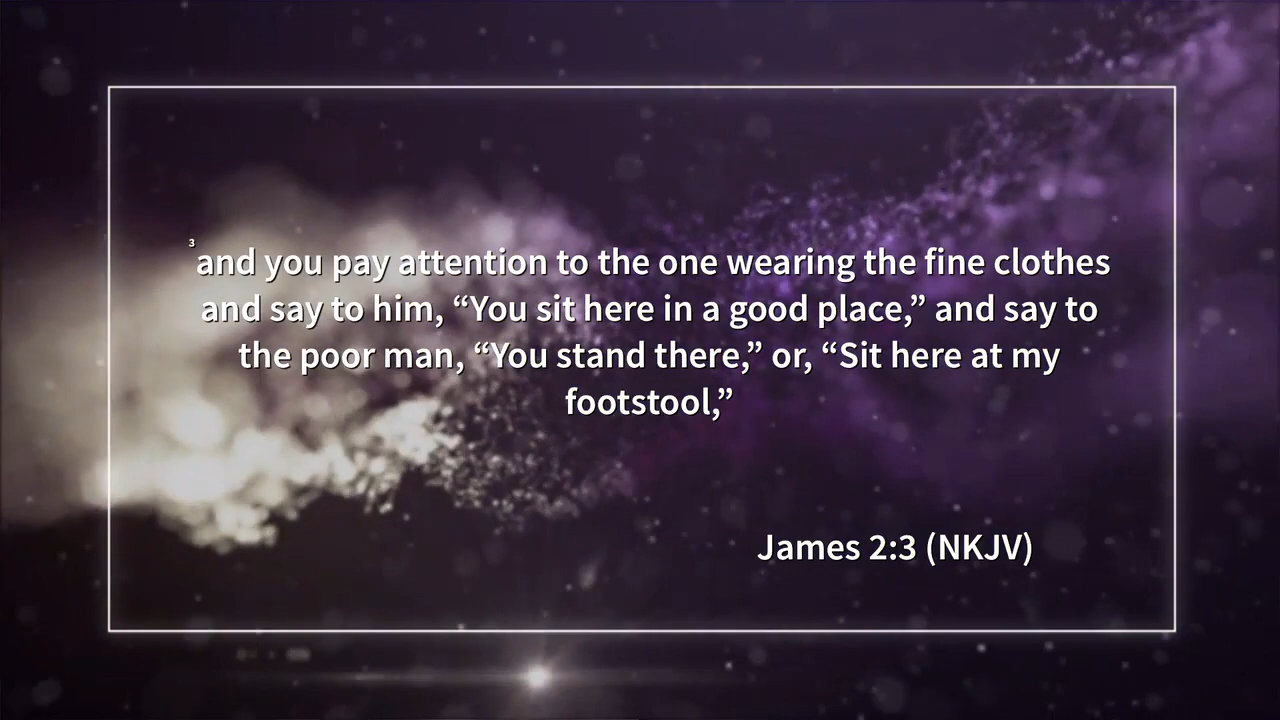 ³and you pay attention to the one wearing the fine clothes
and say to him, “You sit here in a good place,” and say to
the poor man, “You stand there,” or, “Sit here at my
footstool,”
James 2:3 (NKJV)